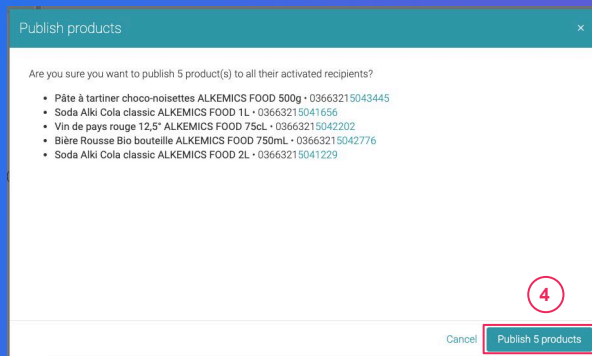 Publish products ×
Are you sure you want to publish 5 product(s) to all their activated recipients?
• Pâte à tartiner choco-noisettes ALKEMICS FOOD 500g • 03663215043445
• Soda Alki Cola classic ALKEMICS FOOD 1L • 03663215041656
• Vin de pays rouge 12,5° ALKEMICS FOOD 75cL • 03663215042202
• Bière Rousse Bio bouteille ALKEMICS FOOD 750mL • 03663215042776
• Soda Alki Cola classic ALKEMICS FOOD 2L • 03663215041229
4
Cancel Publish 5 products